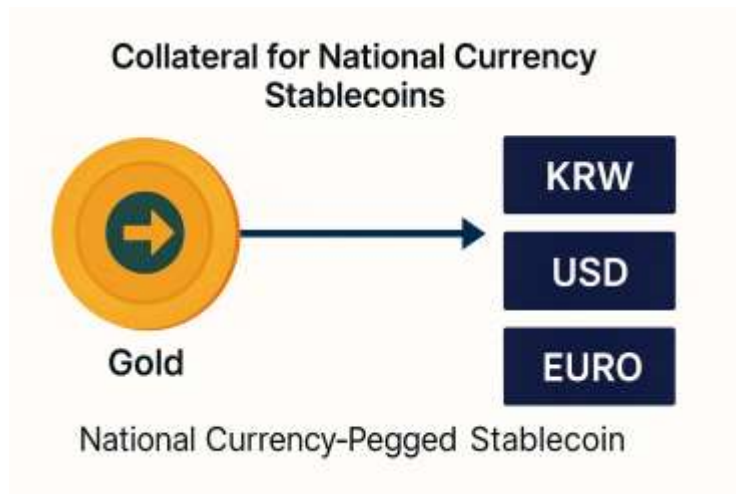 Collateral for National Currency
Stablecoins
KRW
USD
EURO
Gold
National Currency-Pegged Stablecoin